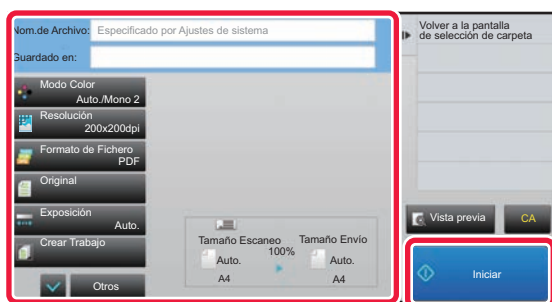 Nom.de Archivo: Especificado por Ajustes de sistema
Guardado en:
Modo Color
Auto./Mono 2
Resolución
200x200dpi
Formato de Fichero
PDF
Original
Exposición
Auto.
Crear Trabajo
Otros
Tamaño Escaneo
100%
Tamaño Envío
Auto.
Auto.
A4
A4
Volver a la pantalla
de selección de carpeta
Vista previa
CA
Iniciar